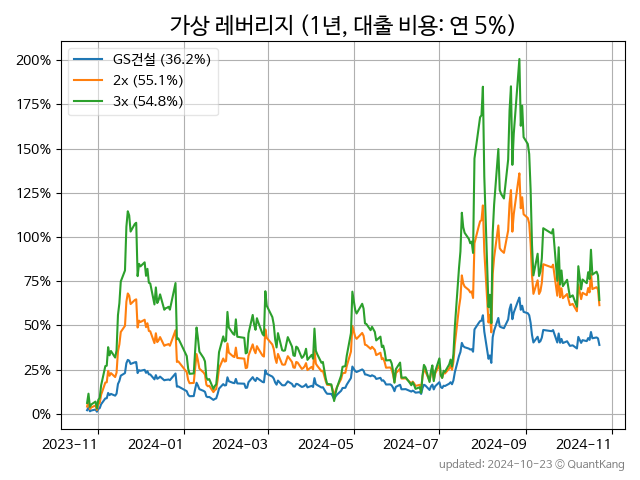 가상 레버리지 (1년, 대출 비용: 연 5%)
GS건설 (36.2%)
2x (55.1%)
3x (54.8%)
200%
175%
150%
125%
100%
75%
50%
25%
0%
2023-11 2024-01 2024-03 2024-05 2024-07 2024-09 2024-11
updated: 2024-10-23 © QuantKang